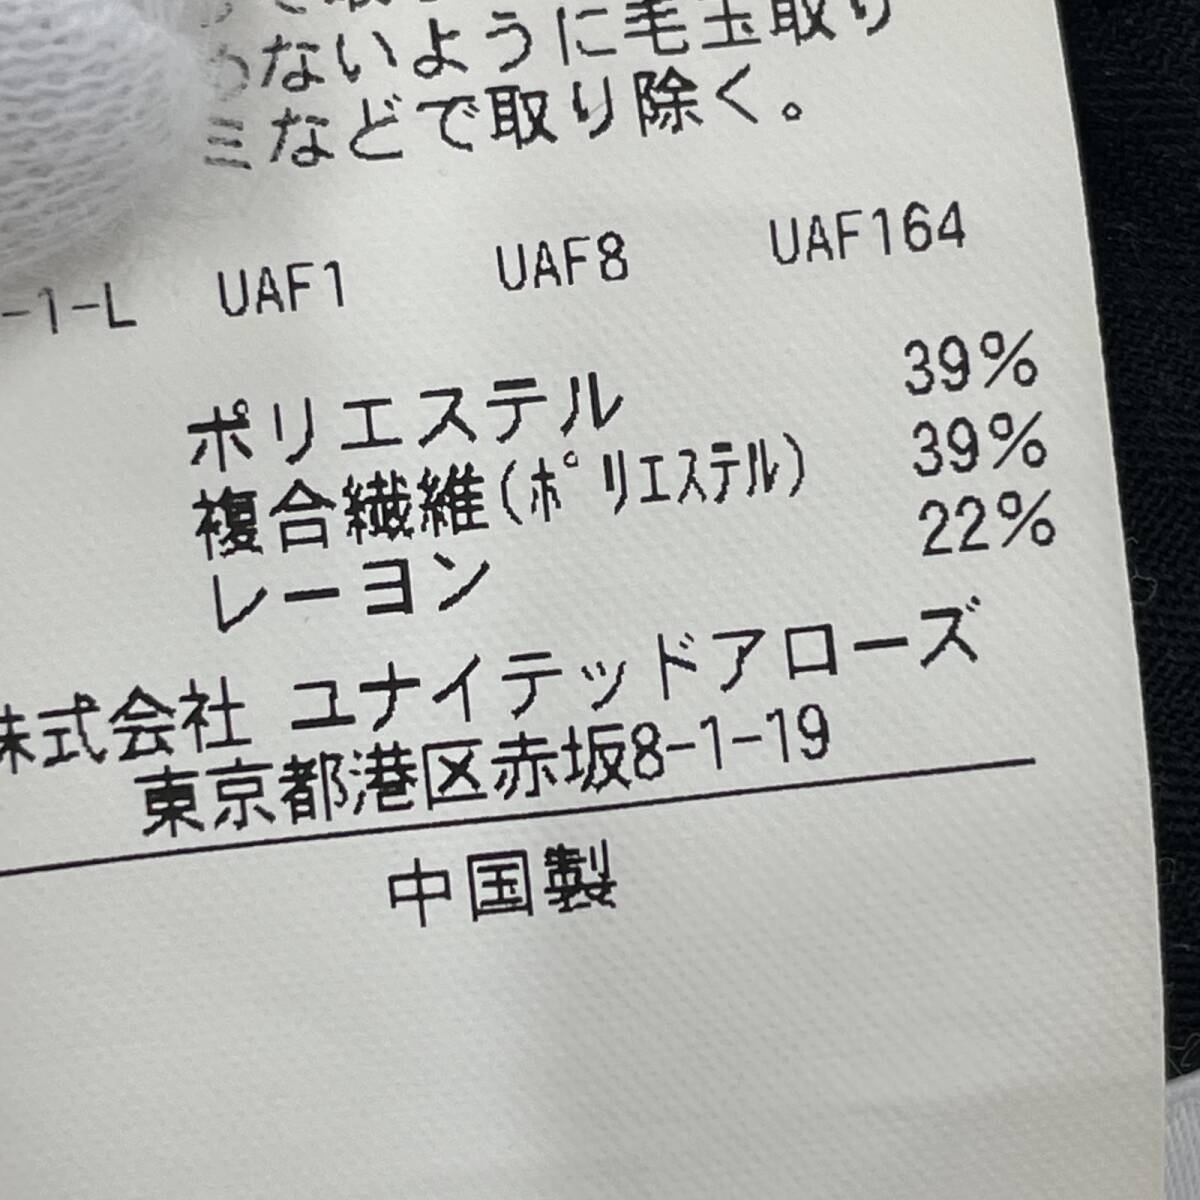 ないように毛玉取り
ミなどで取り除く。
-1-L UAF1 UAF8 UAF164
ポリエステル 39%
複合繊維(ポリエステル) 39%
レーヨン 22%
株式会社 ユナイテッドアローズ
東京都港区赤坂8-1-19
中国製